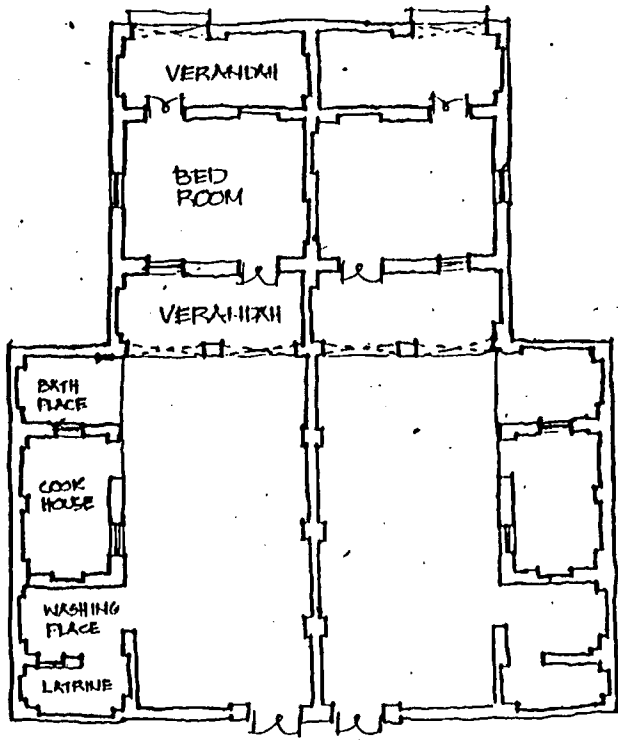 VERANDAH
BED
ROOM
VERANDAH
BATH
PLACE
COOK
HOUSE
WASHING
PLACE
LATRINE